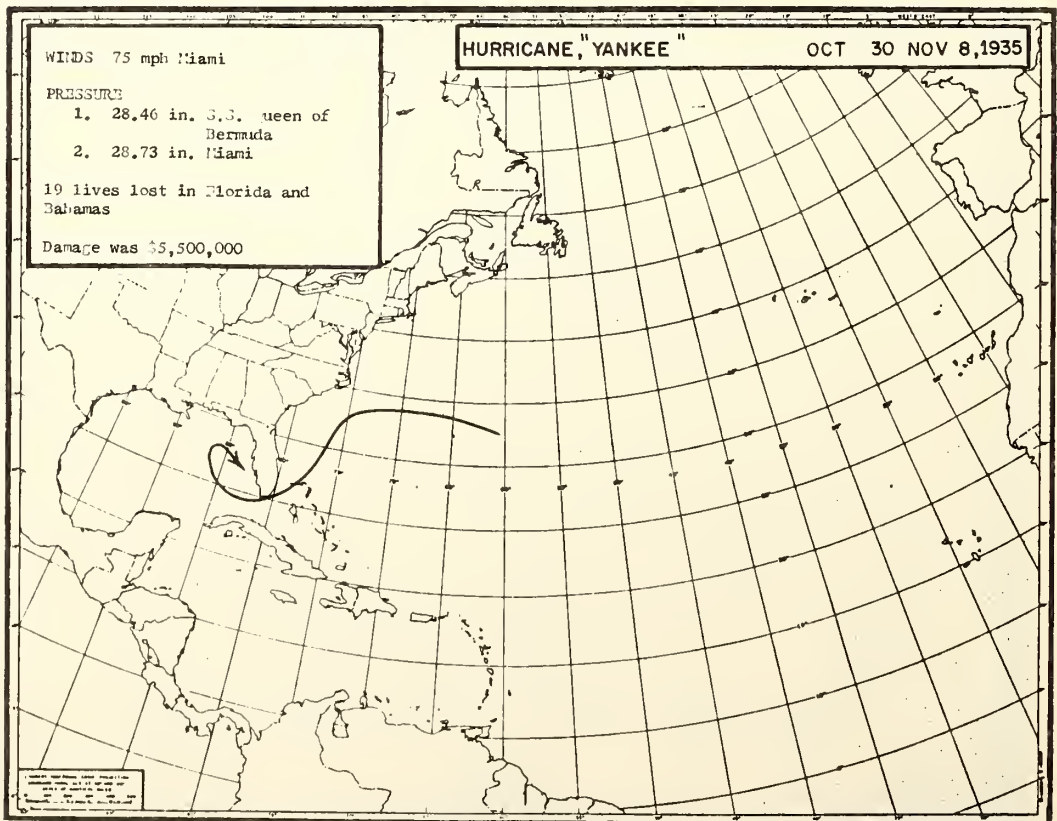 HURRICANE, "YANKEE" OCT 30 NOV 8, 1935
WINDS 75 mph Miami
PRESSURE
1. 28.46 in. S.S. ueen of
Bermuda
2. 28.73 in. Miami
19 lives lost in Florida and
Bahamas
Damage was $5,500,000